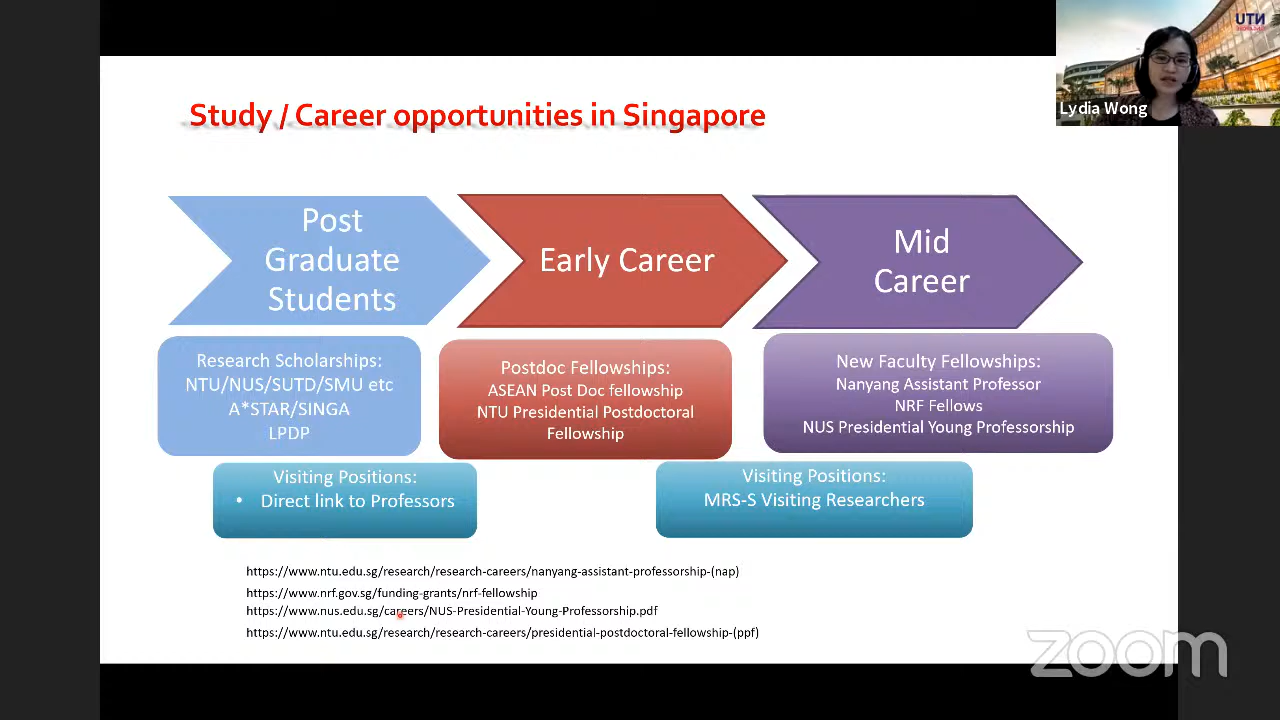 UTN
Lydia Wong
Study / Career opportunities in Singapore
Post
Graduate
Students
Early Career
Mid
Career
Research Scholarships:
NTU/NUS/SUTD/SMU etc
A*STAR/SINGA
LPDP
Postdoc Fellowships:
ASEAN Post Doc fellowship
NTU Presidential Postdoctoral
Fellowship
New Faculty Fellowships:
Nanyang Assistant Professor
NRF Fellows
NUS Presidential Young Professorship
Visiting Positions:
• Direct link to Professors
Visiting Positions:
MRS-S Visiting Researchers
https://www.ntu.edu.sg/research/research-careers/nanyang-assistant-professorship-(nap)
https://www.nrf.gov.sg/funding-grants/nrf-fellowship
https://www.nus.edu.sg/careers/NUS-Presidential-Young-Professorship.pdf
https://www.ntu.edu.sg/research/research-careers/presidential-postdoctoral-fellowship-(ppf)
zoom